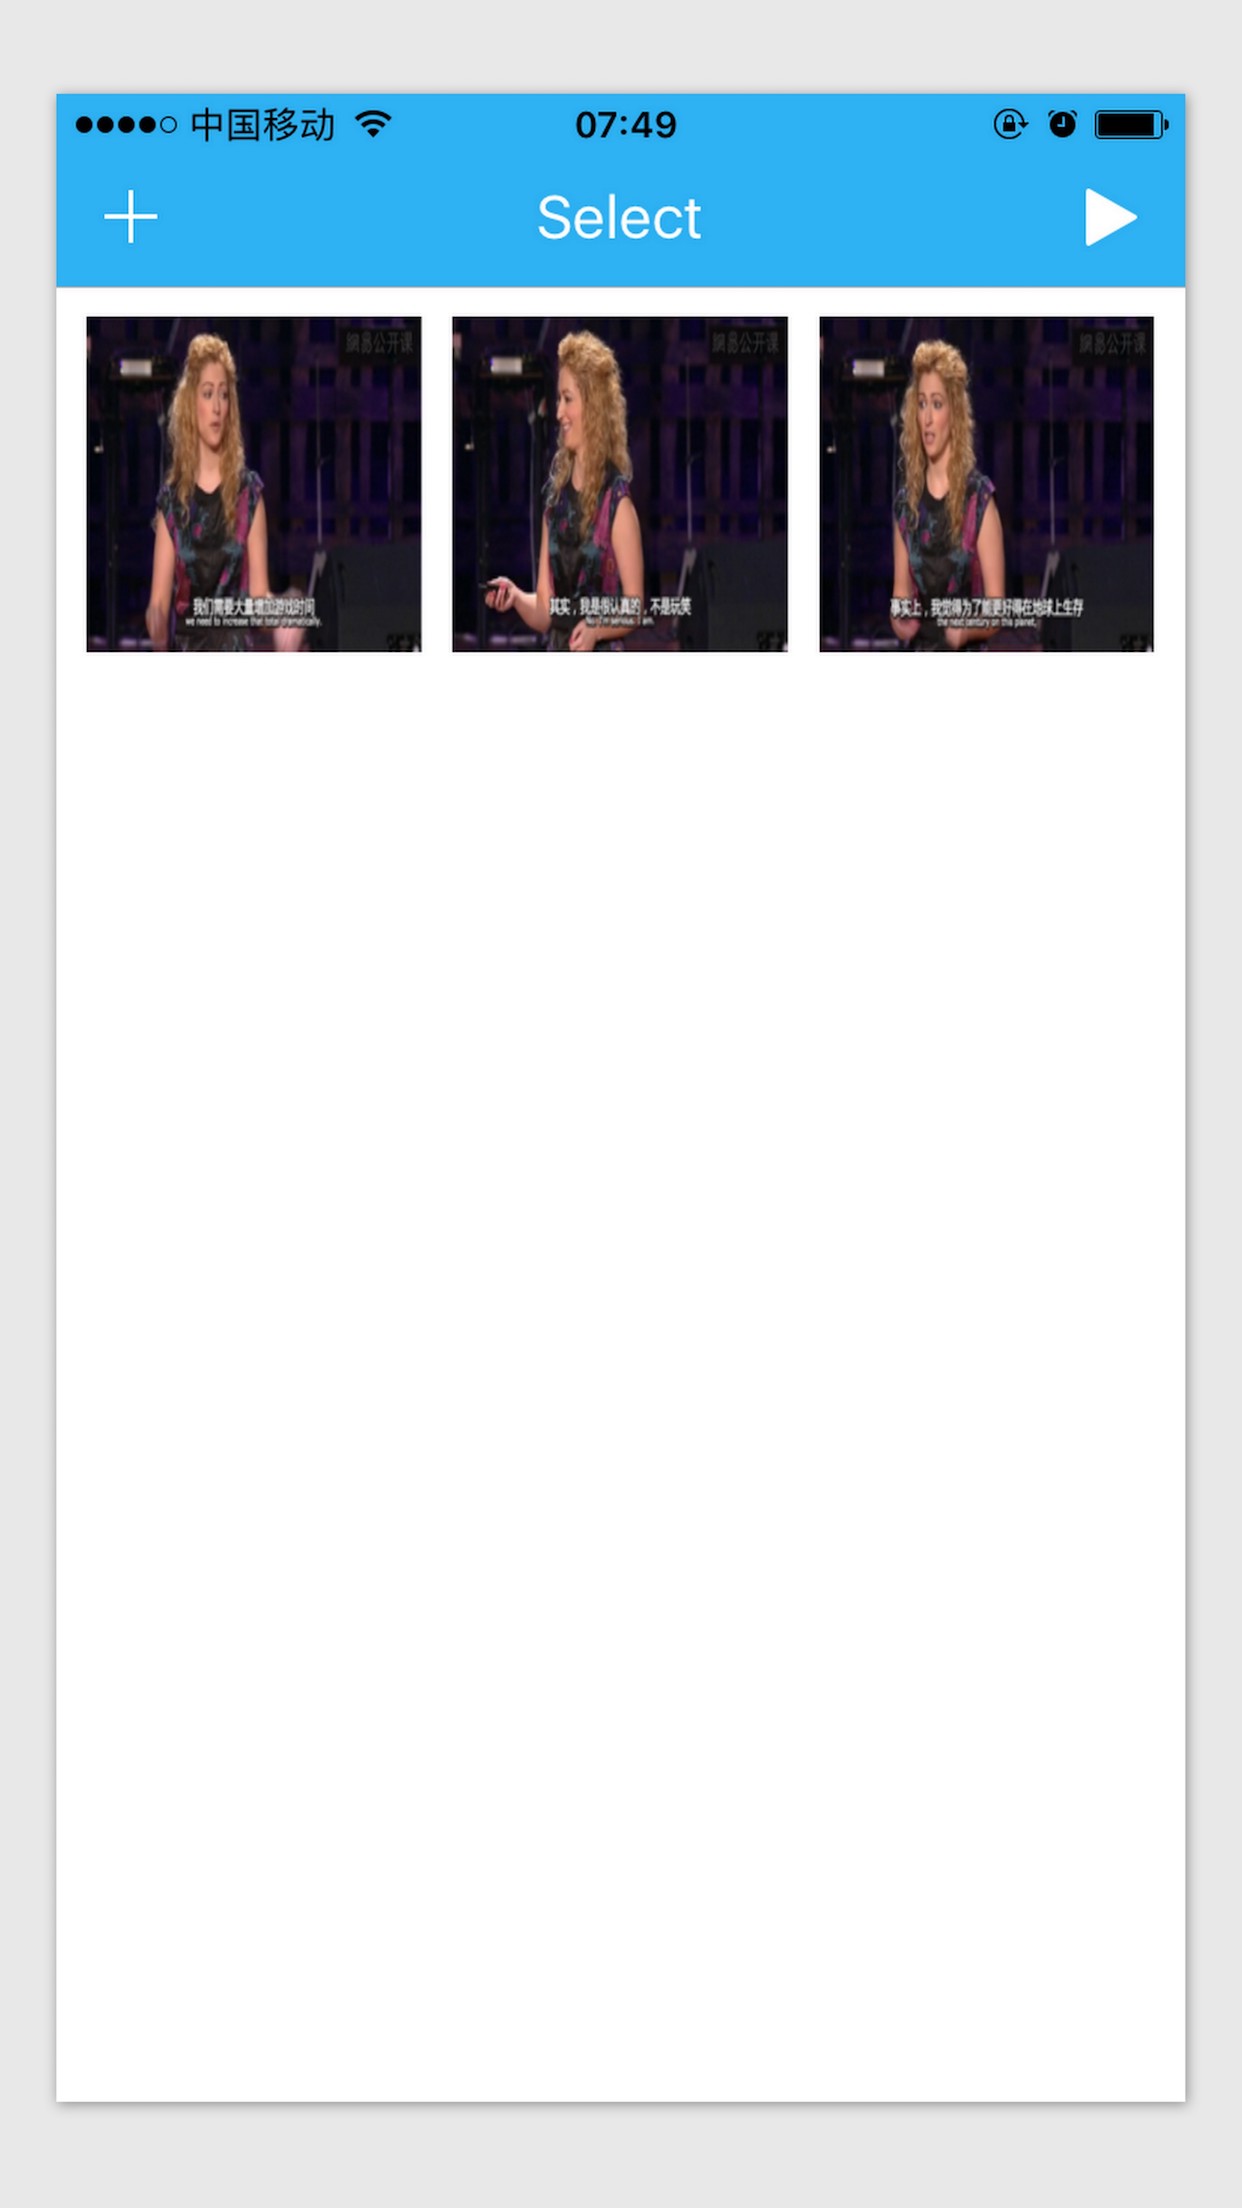 中国移动
07:49
Select
網易公开课
網易公开课
網易公开课
我们需要大量增加游戏时间
we need to increase that total dramatically.
其实，我是很认真的，不是玩笑
No, I'm serious. I am.
事实上，我觉得为了能更好得在地球上生存
the next century on this planet,